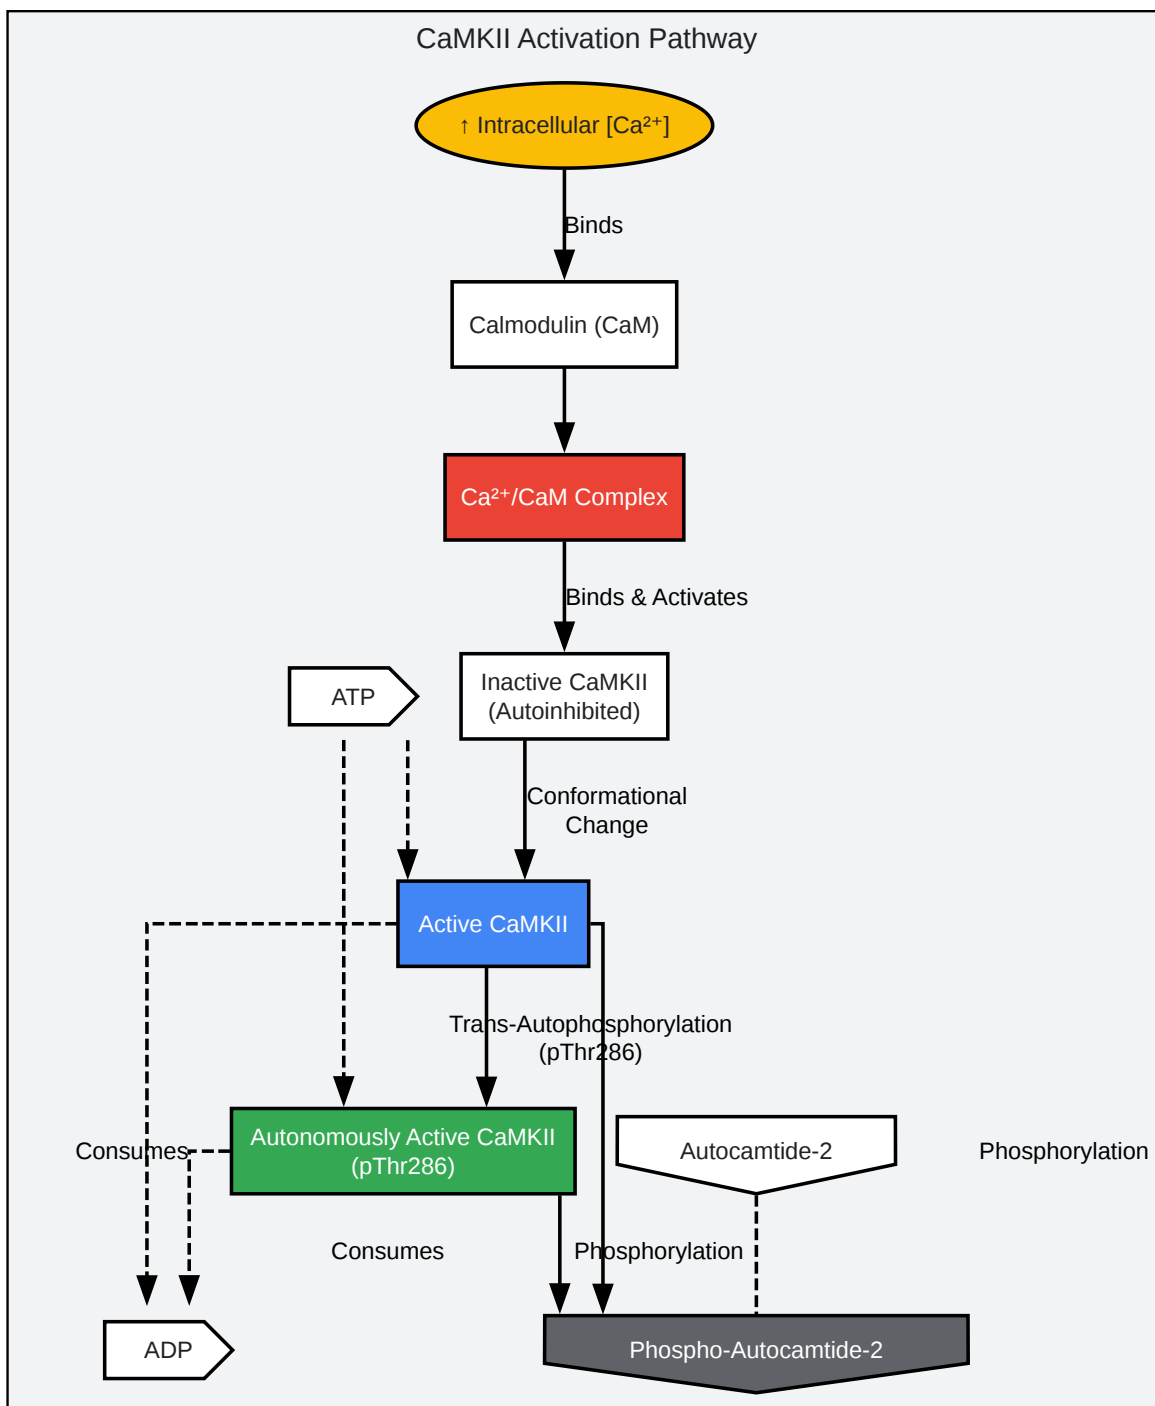 CaMKII Activation Pathway
↑ Intracellular [Ca²⁺]
Binds
Calmodulin (CaM)
Ca²⁺/CaM Complex
Binds & Activates
ATP
Inactive CaMKII
(Autoinhibited)
Conformational
Change
Active CaMKII
Trans-Autophosphorylation
(pThr286)
Consumes
Autonomously Active CaMKII
(pThr286)
Autocamtide-2
Phosphorylation
Consumes
Phosphorylation
ADP
Phospho-Autocamtide-2